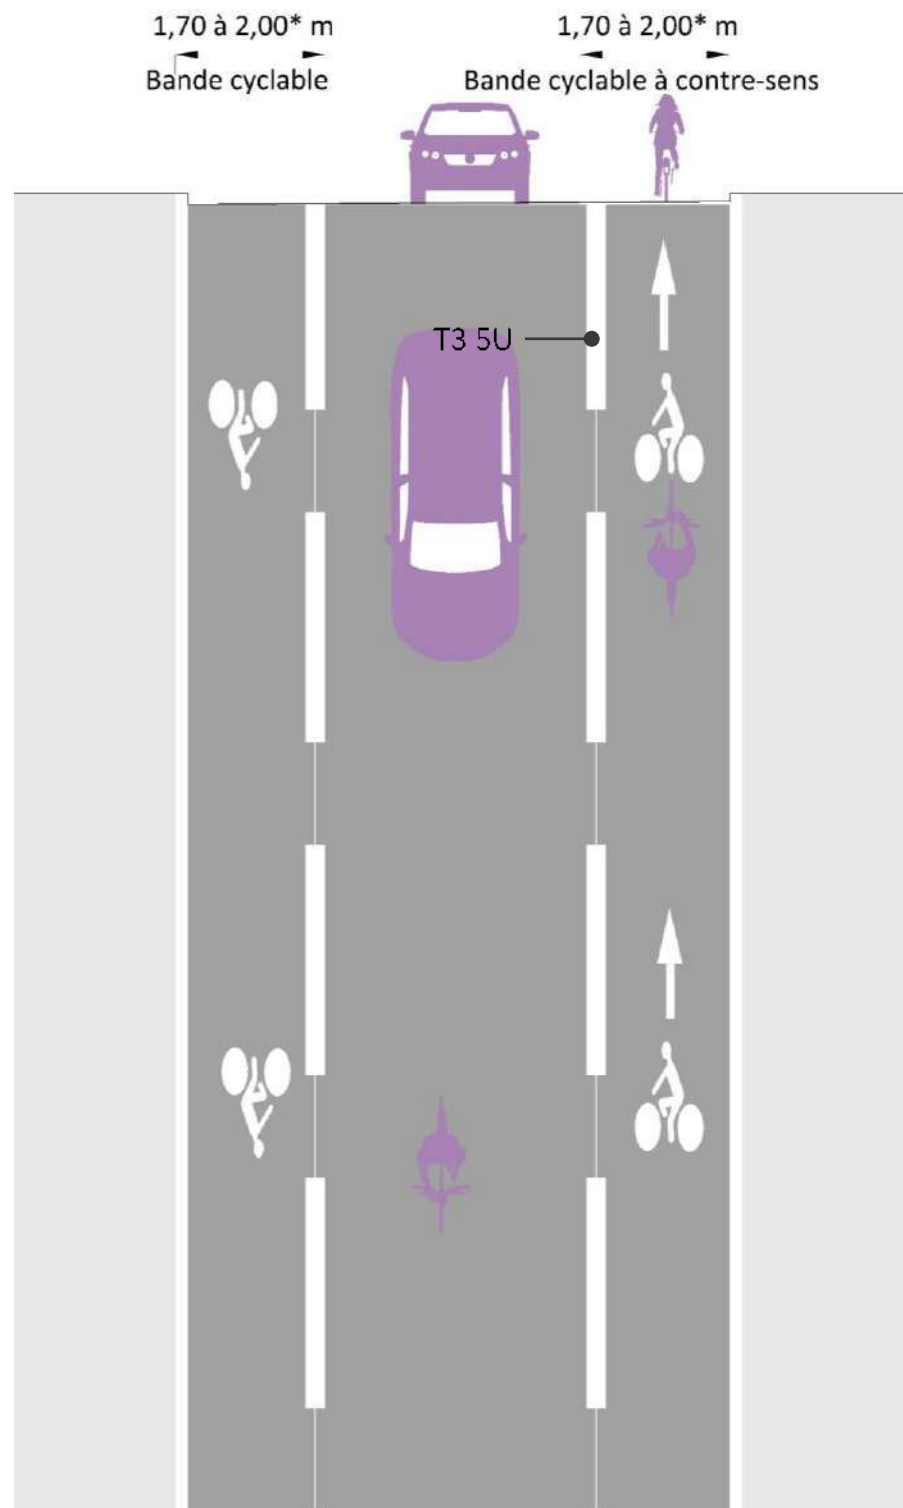 1,70 à 2,00* m
Bande cyclable
1,70 à 2,00* m
Bande cyclable à contre-sens
T3 5U